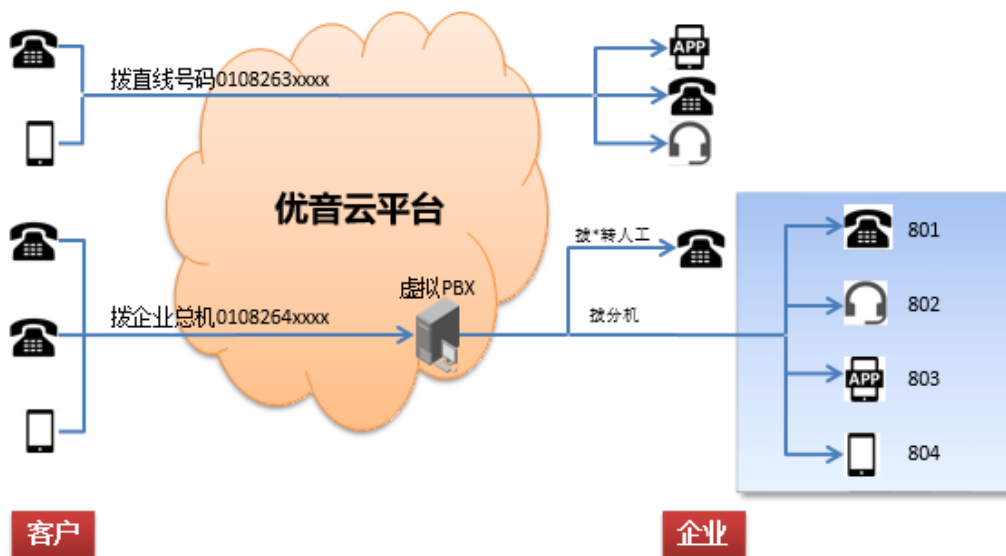 APP
拨直线号码0108263xxxx
优音云平台
801
拨*转人工
虚拟PBX
802
拨企业总机0108264xxxx
拨分机
APP
803
804
客户
企业